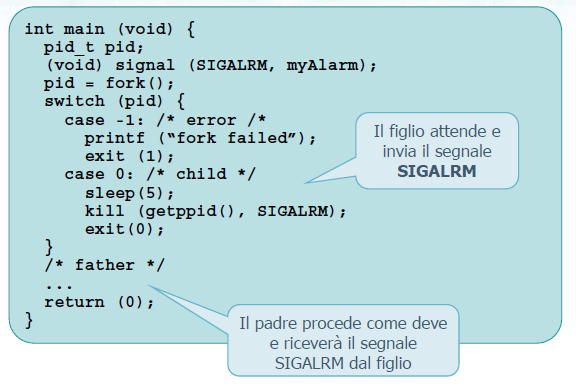 int main (void) {
pid_t pid;
(void) signal (SIGALRM, myAlarm);
pid = fork();
switch (pid) {
case -1: /* error /*
printf (“fork failed”);
exit (1);
case 0: /* child */
sleep(5);
kill (getppid(), SIGALRM);
exit(0);
}
/* father */
...
return (0);
}
Il figlio attende e
invia il segnale
SIGALRM
Il padre procede come deve
e riceverà il segnale
SIGALRM dal figlio